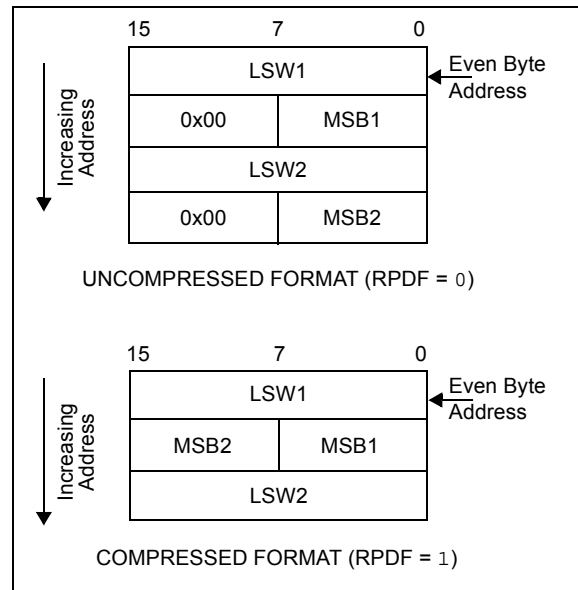 15 7 0
LSW1
Even Byte
Address
0x00 MSB1
LSW2
0x00 MSB2
Increasing
Address
UNCOMPRESSED FORMAT (RPDF = 0)
15 7 0
LSW1
Even Byte
Address
MSB2 MSB1
LSW2
Increasing
Address
COMPRESSED FORMAT (RPDF = 1)